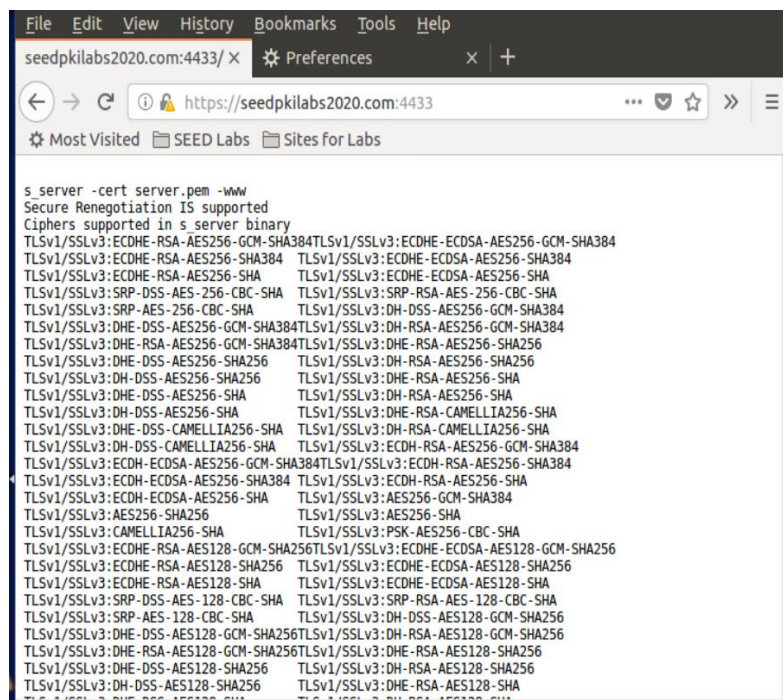 File Edit View History Bookmarks Tools Help
seedpkilabs2020.com:4433/ × Preferences × +
https://seedpkilabs2020.com:4433 ••• » ≡
Most Visited SEED Labs Sites for Labs
s_server -cert server.pem -www
Secure Renegotiation IS supported
Ciphers supported in s_server binary
TLSv1/SSLv3:ECDHE-RSA-AES256-GCM-SHA384TLSv1/SSLv3:ECDHE-ECDSA-AES256-GCM-SHA384
TLSv1/SSLv3:ECDHE-RSA-AES256-SHA384 TLSv1/SSLv3:ECDHE-ECDSA-AES256-SHA384
TLSv1/SSLv3:ECDHE-RSA-AES256-SHA TLSv1/SSLv3:ECDHE-ECDSA-AES256-SHA
TLSv1/SSLv3:SRP-DSS-AES-256-CBC-SHA TLSv1/SSLv3:SRP-RSA-AES-256-CBC-SHA
TLSv1/SSLv3:SRP-AES-256-CBC-SHA TLSv1/SSLv3:DH-DSS-AES256-GCM-SHA384
TLSv1/SSLv3:DHE-DSS-AES256-GCM-SHA384TLSv1/SSLv3:DH-RSA-AES256-GCM-SHA384
TLSv1/SSLv3:DHE-RSA-AES256-GCM-SHA384TLSv1/SSLv3:DHE-RSA-AES256-SHA256
TLSv1/SSLv3:DHE-DSS-AES256-SHA256 TLSv1/SSLv3:DH-RSA-AES256-SHA256
TLSv1/SSLv3:DH-DSS-AES256-SHA256 TLSv1/SSLv3:DHE-RSA-AES256-SHA
TLSv1/SSLv3:DHE-DSS-AES256-SHA TLSv1/SSLv3:DH-RSA-AES256-SHA
TLSv1/SSLv3:DH-DSS-AES256-SHA TLSv1/SSLv3:DHE-RSA-CAMELLIA256-SHA
TLSv1/SSLv3:DHE-DSS-CAMELLIA256-SHA TLSv1/SSLv3:DH-RSA-CAMELLIA256-SHA
TLSv1/SSLv3:DH-DSS-CAMELLIA256-SHA TLSv1/SSLv3:ECDH-RSA-AES256-GCM-SHA384
TLSv1/SSLv3:ECDH-ECDSA-AES256-GCM-SHA384TLSv1/SSLv3:ECDH-RSA-AES256-SHA384
TLSv1/SSLv3:ECDH-ECDSA-AES256-SHA384 TLSv1/SSLv3:ECDH-RSA-AES256-SHA
TLSv1/SSLv3:ECDH-ECDSA-AES256-SHA TLSv1/SSLv3:AES256-GCM-SHA384
TLSv1/SSLv3:AES256-SHA256 TLSv1/SSLv3:AES256-SHA
TLSv1/SSLv3:CAMELLIA256-SHA TLSv1/SSLv3:PSK-AES256-CBC-SHA
TLSv1/SSLv3:ECDHE-RSA-AES128-GCM-SHA256TLSv1/SSLv3:ECDHE-ECDSA-AES128-GCM-SHA256
TLSv1/SSLv3:ECDHE-RSA-AES128-SHA256 TLSv1/SSLv3:ECDHE-ECDSA-AES128-SHA256
TLSv1/SSLv3:ECDHE-RSA-AES128-SHA TLSv1/SSLv3:ECDHE-ECDSA-AES128-SHA
TLSv1/SSLv3:SRP-DSS-AES-128-CBC-SHA TLSv1/SSLv3:SRP-RSA-AES-128-CBC-SHA
TLSv1/SSLv3:SRP-AES-128-CBC-SHA TLSv1/SSLv3:DH-DSS-AES128-GCM-SHA256
TLSv1/SSLv3:DHE-DSS-AES128-GCM-SHA256TLSv1/SSLv3:DH-RSA-AES128-GCM-SHA256
TLSv1/SSLv3:DHE-RSA-AES128-GCM-SHA256TLSv1/SSLv3:DHE-RSA-AES128-SHA256
TLSv1/SSLv3:DHE-DSS-AES128-SHA256 TLSv1/SSLv3:DH-RSA-AES128-SHA256
TLSv1/SSLv3:DH-DSS-AES128-SHA256 TLSv1/SSLv3:DHE-RSA-AES128-SHA